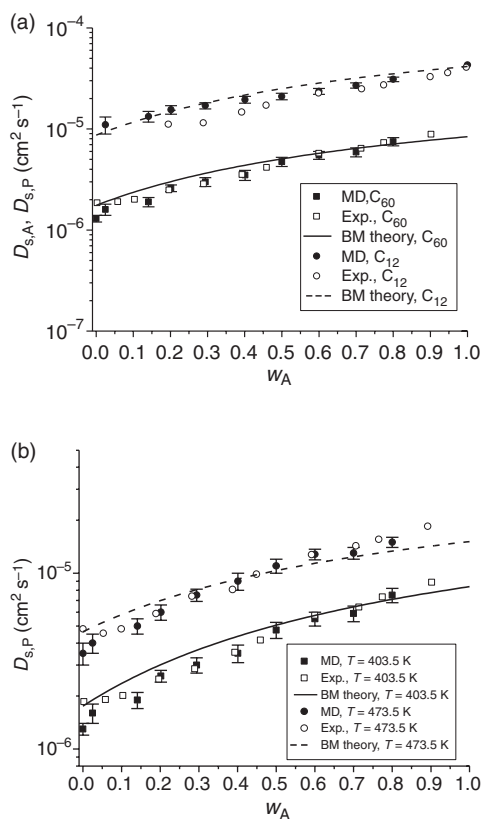 (a)
10⁻⁴
10⁻⁵
10⁻⁶
10⁻⁷
D_s,A, D_s,P (cm² s⁻¹)
MD,C₆₀
Exp., C₆₀
BM theory, C₆₀
MD, C₁₂
Exp., C₁₂
BM theory, C₁₂
0.0 0.1 0.2 0.3 0.4 0.5 0.6 0.7 0.8 0.9 1.0
w_A
(b)
10⁻⁵
10⁻⁶
D_s,P (cm² s⁻¹)
MD, T = 403.5 K
Exp., T = 403.5 K
BM theory, T = 403.5 K
MD, T = 473.5 K
Exp., T = 473.5 K
BM theory, T = 473.5 K
0.0 0.1 0.2 0.3 0.4 0.5 0.6 0.7 0.8 0.9 1.0
w_A